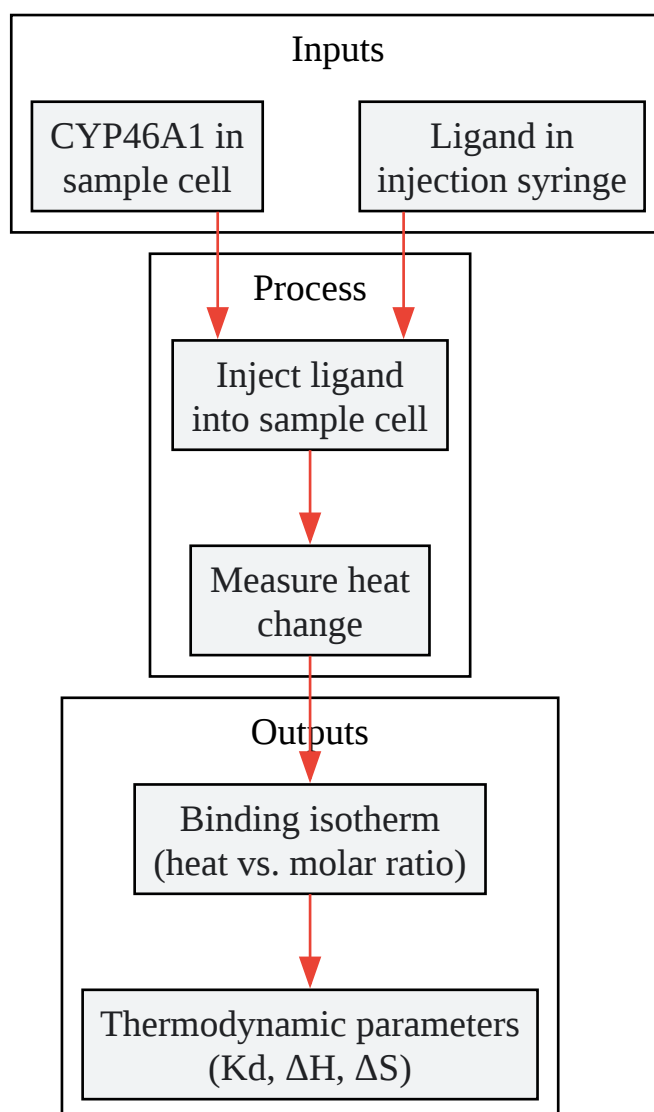 Inputs
CYP46A1 in
sample cell
Ligand in
injection syringe
Process
Inject ligand
into sample cell
Measure heat
change
Outputs
Binding isotherm
(heat vs. molar ratio)
Thermodynamic parameters
(Kd, ΔH, ΔS)